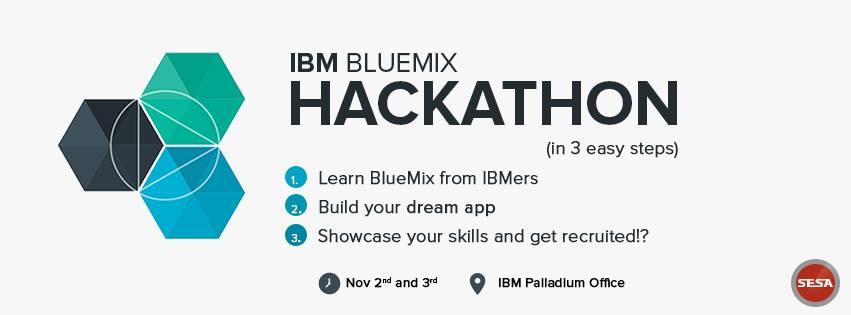 IBM BLUEMIX
HACKATHON
(in 3 easy steps)
1. Learn BlueMix from IBMers
2. Build your dream app
3. Showcase your skills and get recruited!?
Nov 2nd and 3rd IBM Palladium Office
SESA